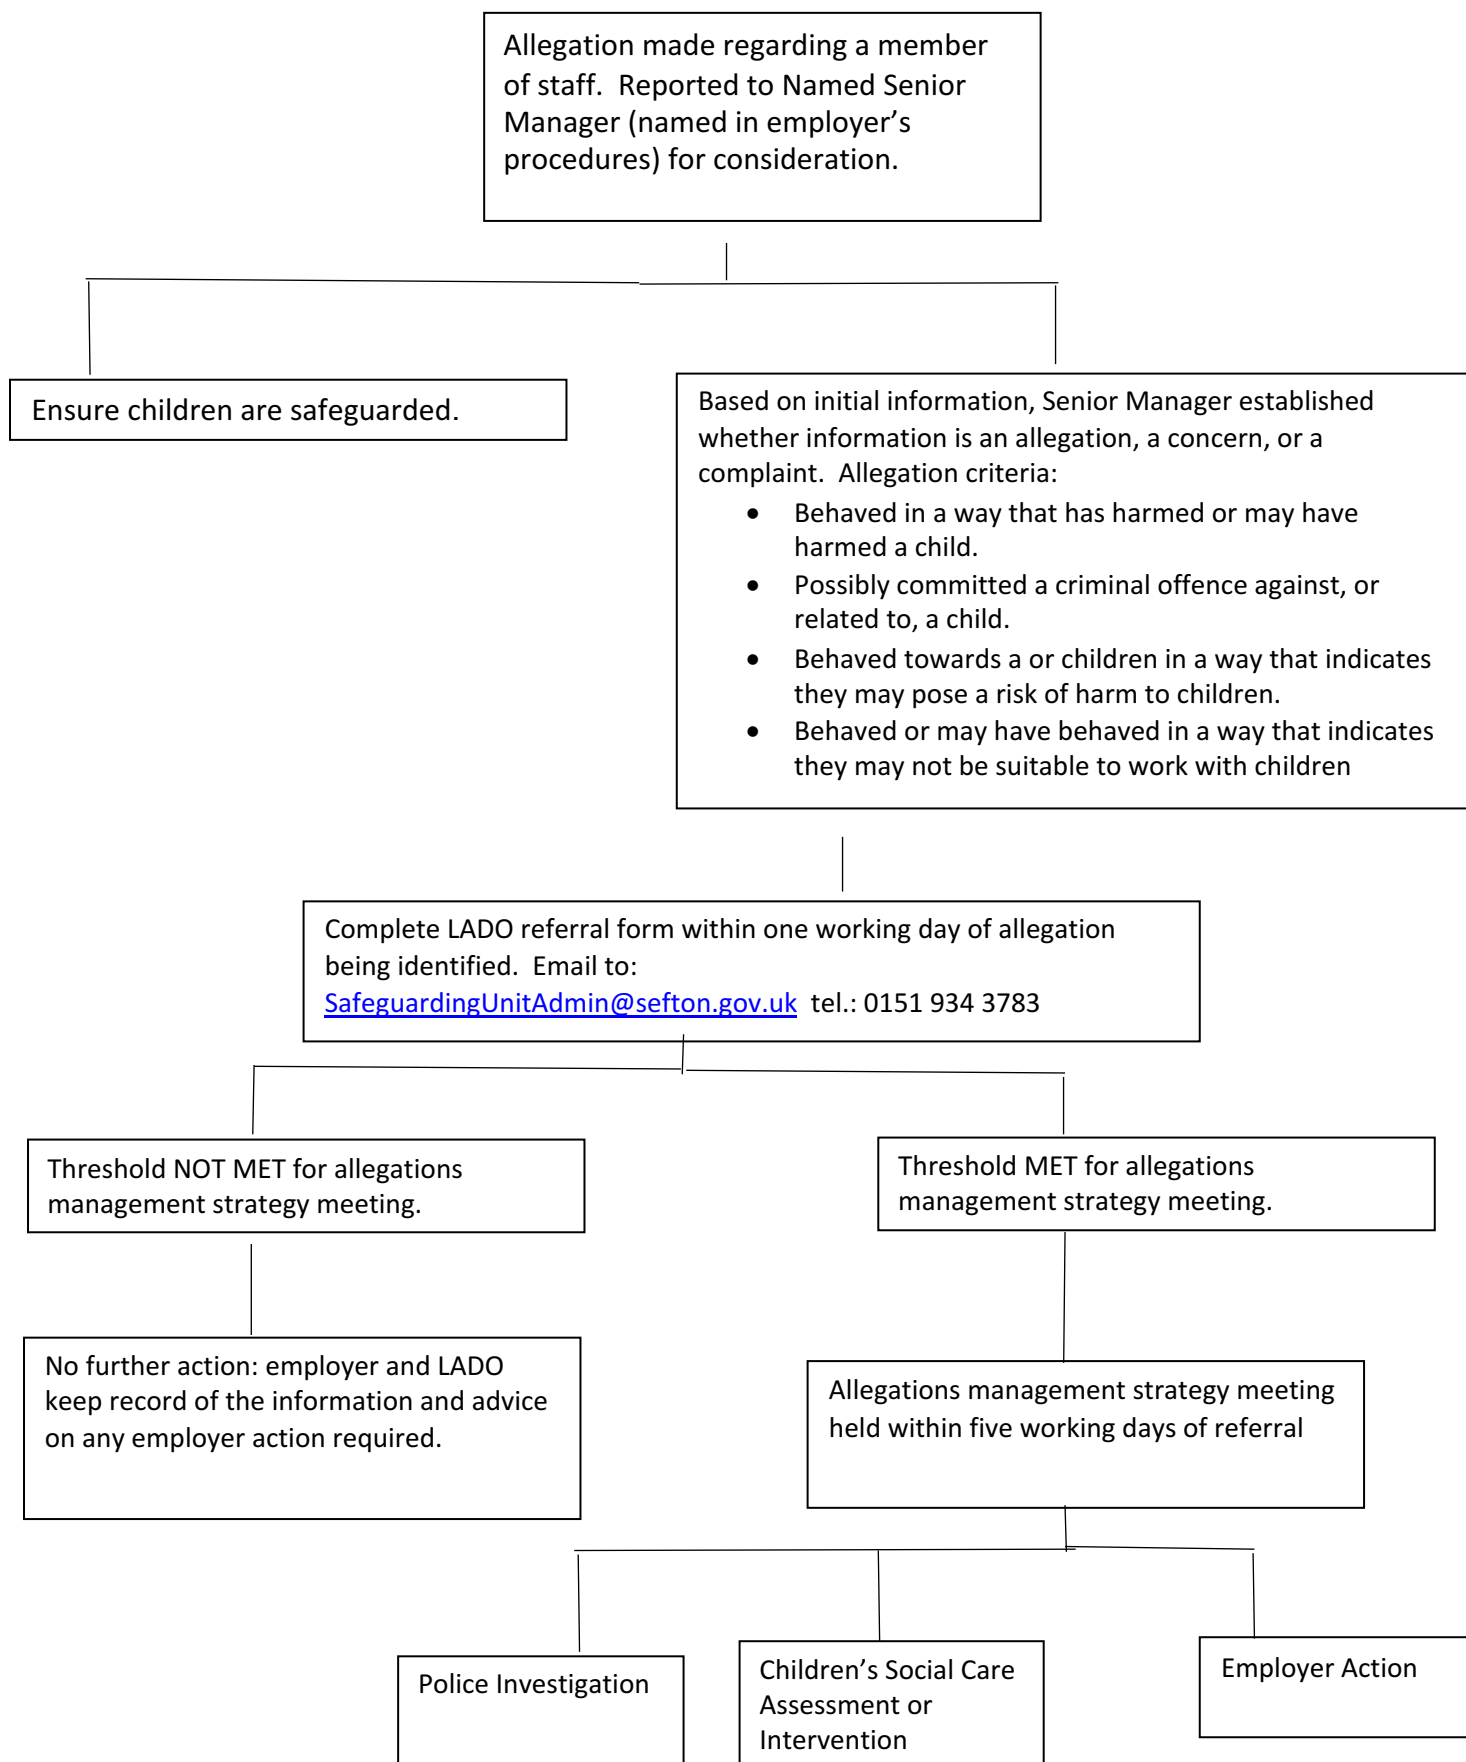 Allegation made regarding a member
of staff.  Reported to Named Senior
Manager (named in employer’s
procedures) for consideration.
Ensure children are safeguarded.
Based on initial information, Senior Manager established
whether information is an allegation, a concern, or a
complaint.  Allegation criteria:
• Behaved in a way that has harmed or may have
harmed a child.
• Possibly committed a criminal offence against, or
related to, a child.
• Behaved towards a or children in a way that indicates
they may pose a risk of harm to children.
• Behaved or may have behaved in a way that indicates
they may not be suitable to work with children
Complete LADO referral form within one working day of allegation
being identified.  Email to:
SafeguardingUnitAdmin@sefton.gov.uk  tel.: 0151 934 3783
Threshold NOT MET for allegations
management strategy meeting.
Threshold MET for allegations
management strategy meeting.
No further action: employer and LADO
keep record of the information and advice
on any employer action required.
Allegations management strategy meeting
held within five working days of referral
Police Investigation
Children’s Social Care
Assessment or
Intervention
Employer Action